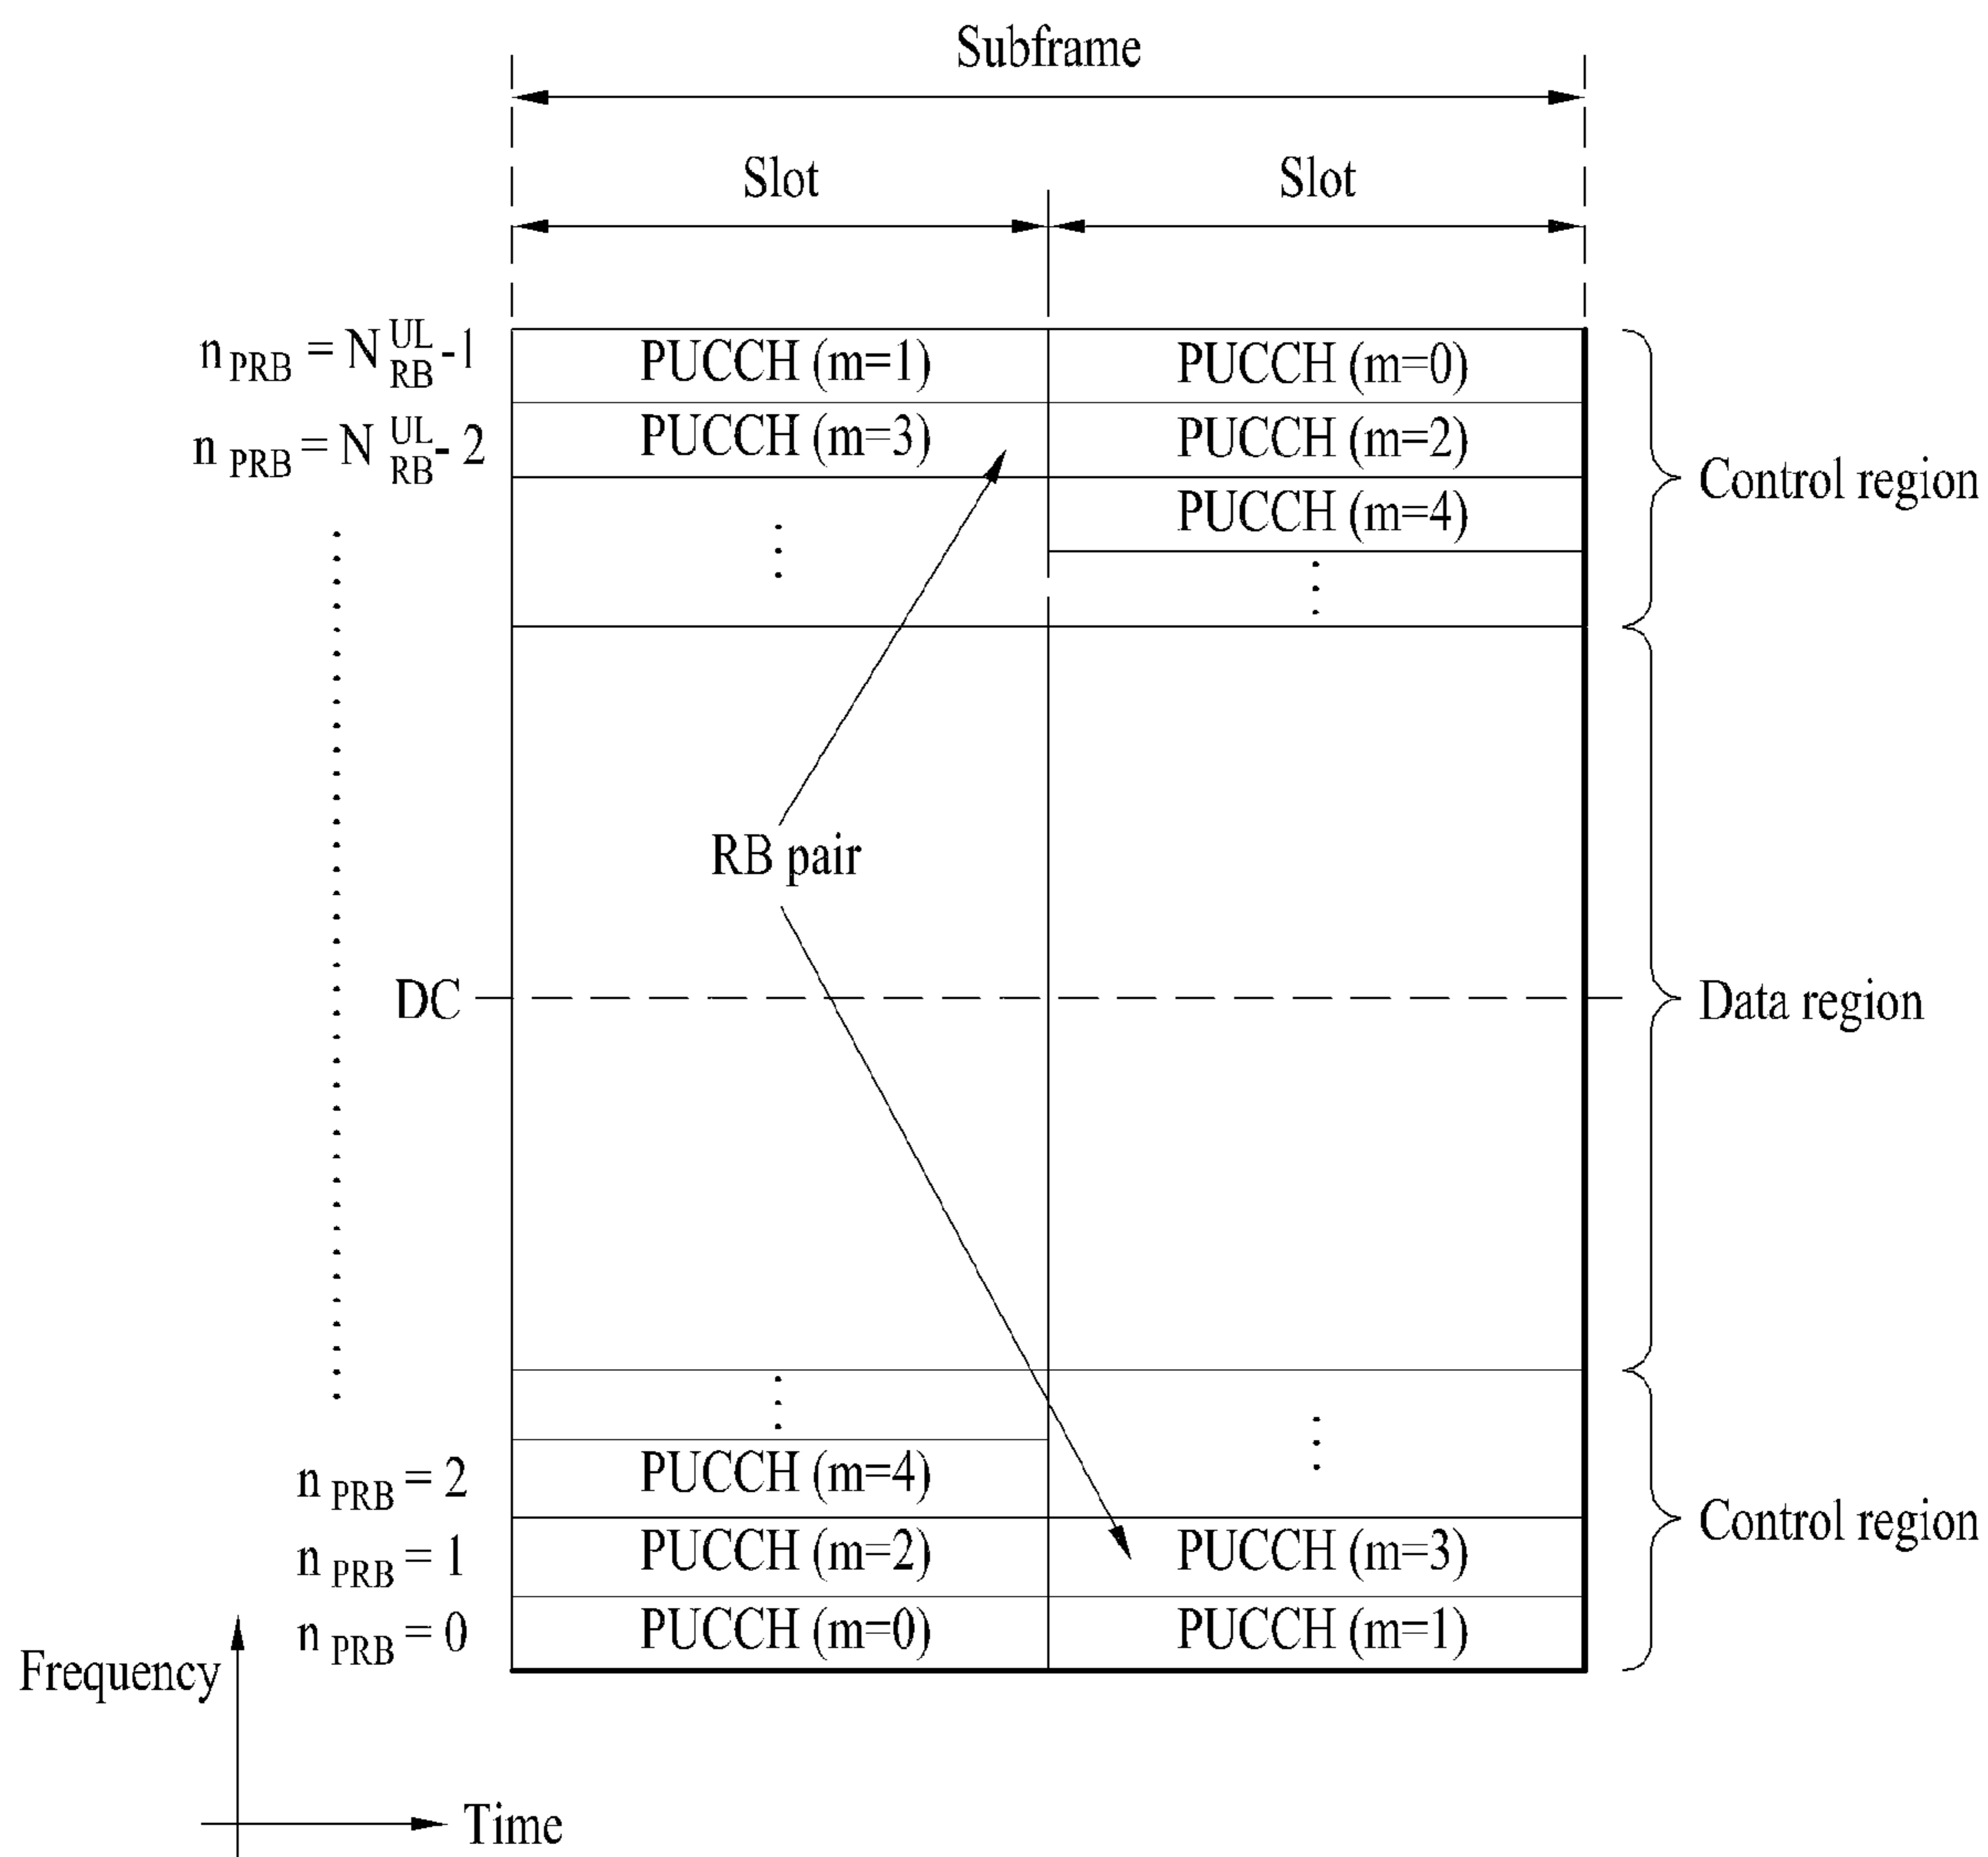 Subframe
Slot Slot
n PRB = N UL RB -1 PUCCH (m=1) PUCCH (m=0)
n PRB = N UL RB - 2 PUCCH (m=3) PUCCH (m=2)
PUCCH (m=4)
Control region
RB pair
DC
Data region
n PRB = 2 PUCCH (m=4)
Control region
n PRB = 1 PUCCH (m=2) PUCCH (m=3)
n PRB = 0 PUCCH (m=0) PUCCH (m=1)
Frequency
Time